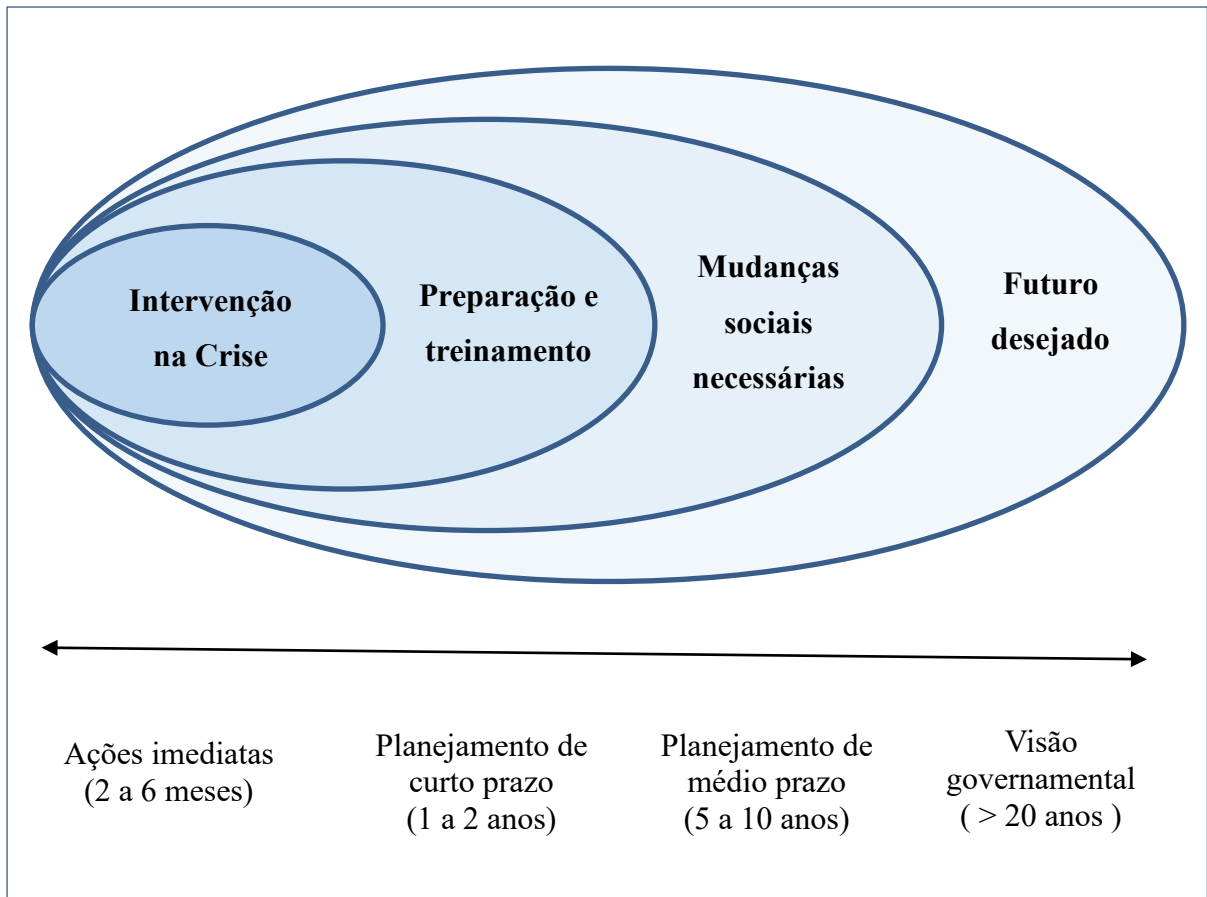 Intervenção
na Crise
Preparação e
treinamento
Mudanças
sociais
necessárias
Futuro
desejado
Ações imediatas
(2 a 6 meses)
Planejamento de
curto prazo
(1 a 2 anos)
Planejamento de
médio prazo
(5 a 10 anos)
Visão
governamental
( > 20 anos )